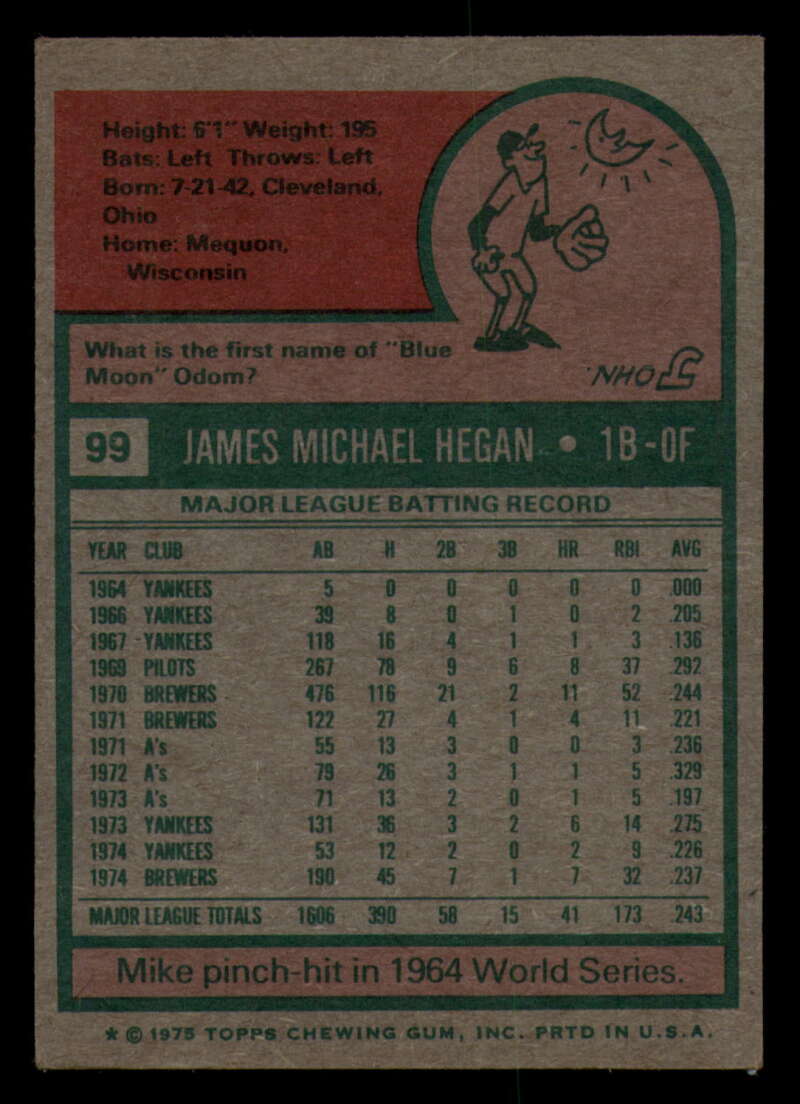 Height: 6'1" Weight: 195
Bats: Left Throws: Left
Born: 7-21-42, Cleveland,
Ohio
Home: Mequon,
Wisconsin
What is the first name of "Blue
Moon" Odom?
JOHN.
99 JAMES MICHAEL HEGAN • 1B-OF
MAJOR LEAGUE BATTING RECORD
YEAR CLUB AB H 2B 3B HR RBI AVG
1964 YANKEES 5 0 0 0 0 0 .000
1966 YANKEES 39 8 0 1 0 2 .205
1967 YANKEES 118 16 4 1 1 3 .136
1969 PILOTS 267 78 9 6 8 37 .292
1970 BREWERS 476 116 21 2 11 52 .244
1971 BREWERS 122 27 4 1 4 11 .221
1971 A's 55 13 3 0 0 3 .236
1972 A's 79 26 3 1 1 5 .329
1973 A's 71 13 2 0 1 5 .197
1973 YANKEES 131 36 3 2 6 14 .275
1974 YANKEES 53 12 2 0 2 9 .226
1974 BREWERS 190 45 7 1 7 32 .237
MAJOR LEAGUE TOTALS 1606 390 58 15 41 173 .243
Mike pinch-hit in 1964 World Series.
* © 1975 TOPPS CHEWING GUM, INC. PRTD IN U.S.A.